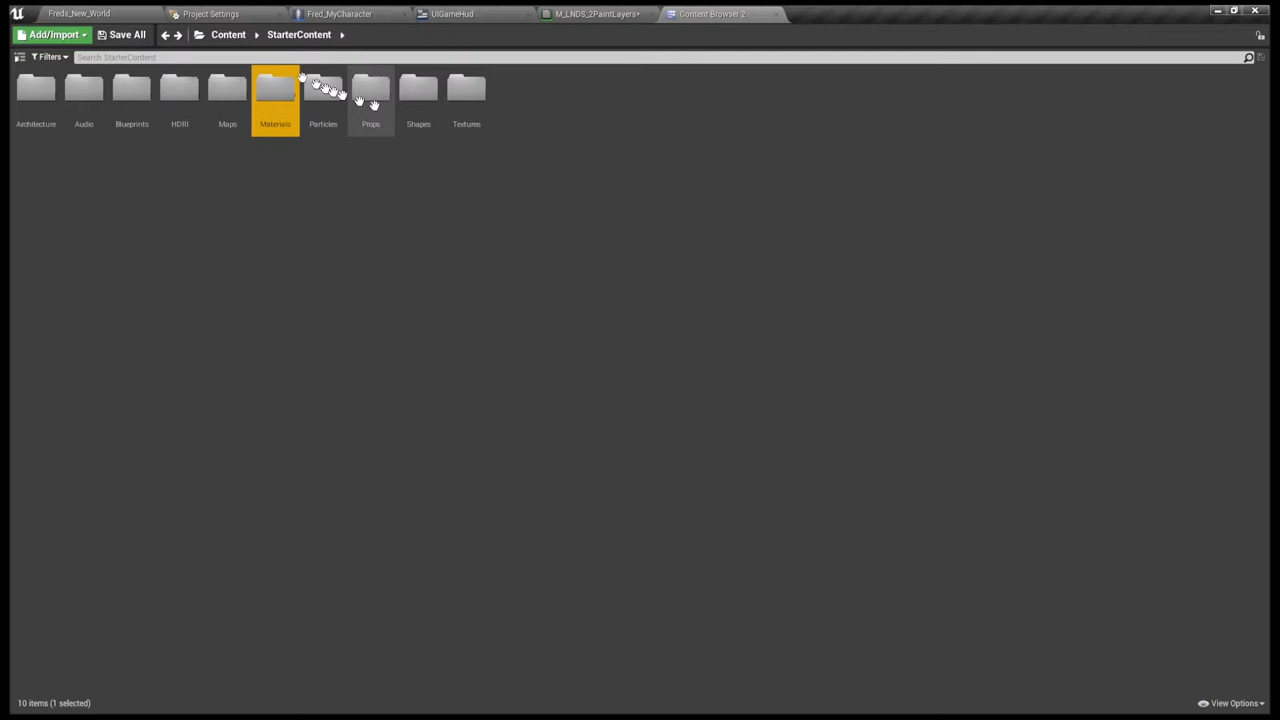 Freds_New_World Project Settings Fred_MyCharacter UIGameHud M_LNDS_2PaintLayers* Content Browser 2
Add/Import Save All Content StarterContent
Filters Search StarterContent
Architecture Audio Blueprints HDRI Maps Materials Particles Props Shapes Textures
10 items (1 selected) View Options